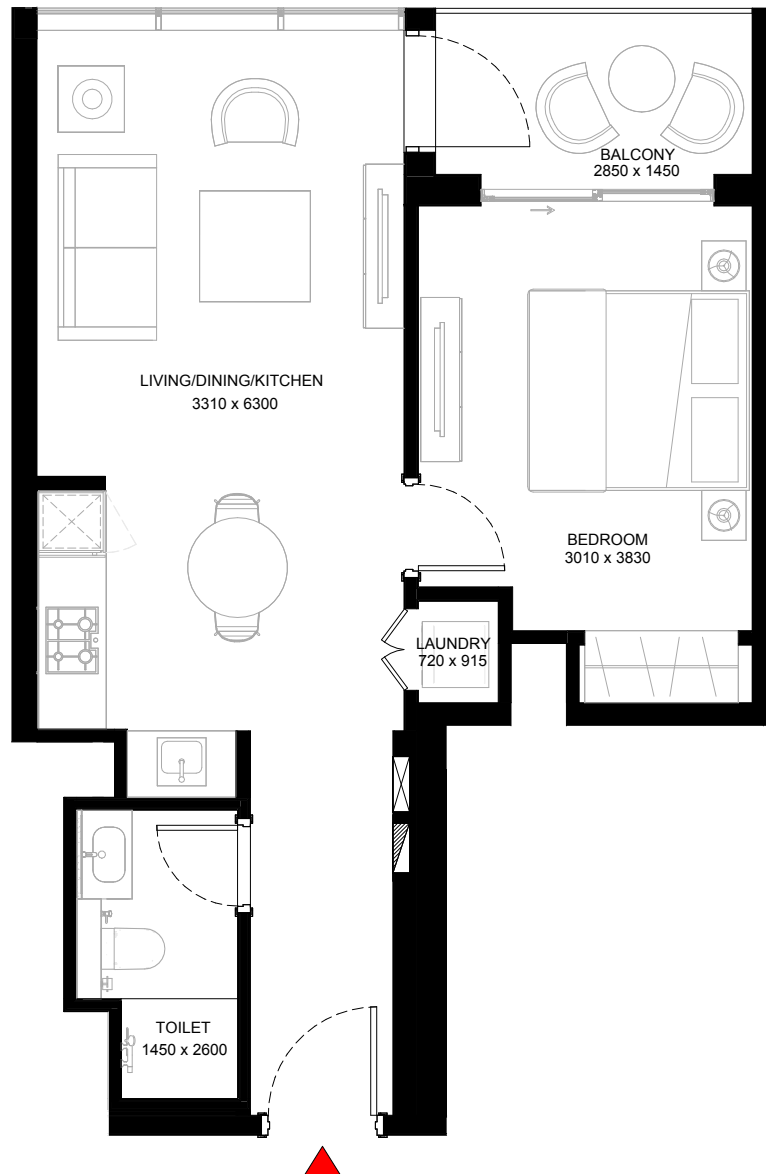 BALCONY
2850 x 1450
LIVING/DINING/KITCHEN
3310 x 6300
BEDROOM
3010 x 3830
LAUNDRY
720 x 915
TOILET
1450 x 2600